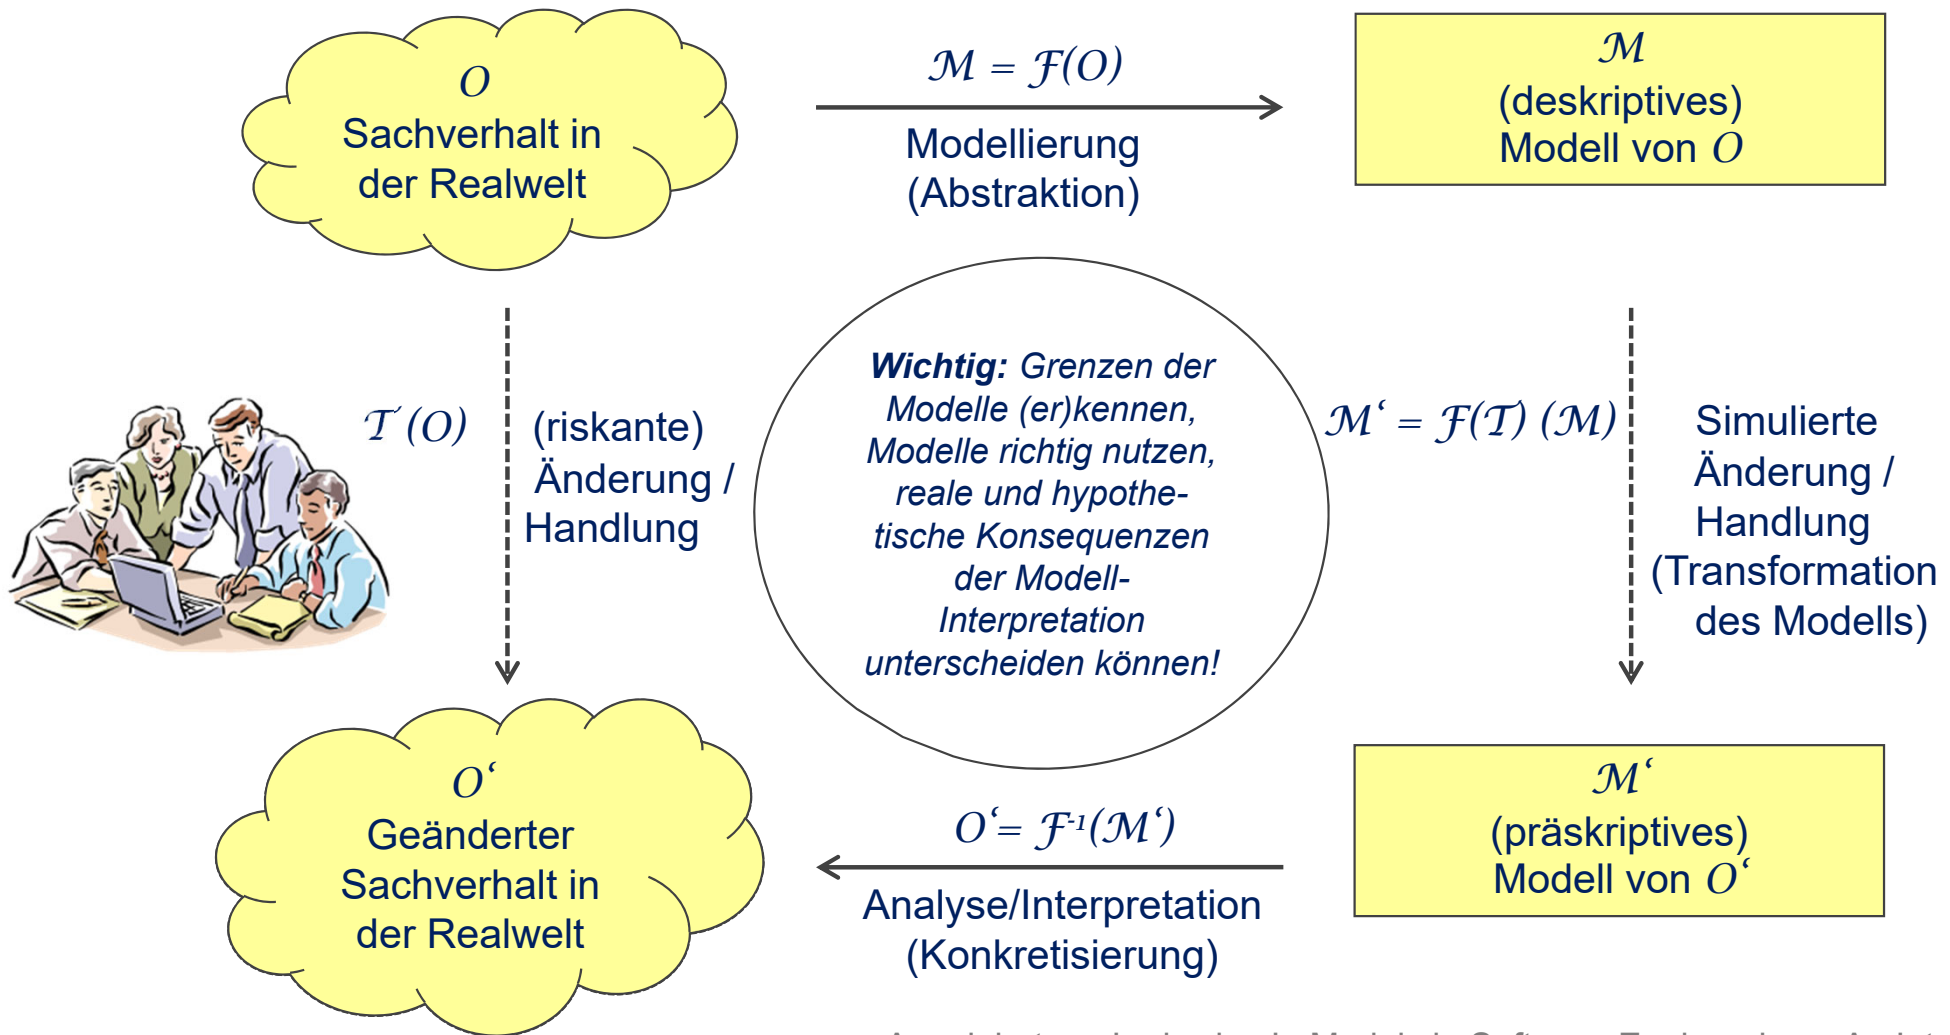 O
Sachverhalt in
der Realwelt
M = F(O)
Modellierung
(Abstraktion)
M
(deskriptives)
Modell von O
T (O)
(riskante)
Änderung /
Handlung
Wichtig: Grenzen der
Modelle (er)kennen,
Modelle richtig nutzen,
reale und hypothe-
tische Konsequenzen
der Modell-
Interpretation
unterscheiden können!
M‘ = F(T) (M)
Simulierte
Änderung /
Handlung
(Transformation
des Modells)
O‘
Geänderter
Sachverhalt in
der Realwelt
O‘= F-1(M‘)
Analyse/Interpretation
(Konkretisierung)
M‘
(präskriptives)
Modell von O‘